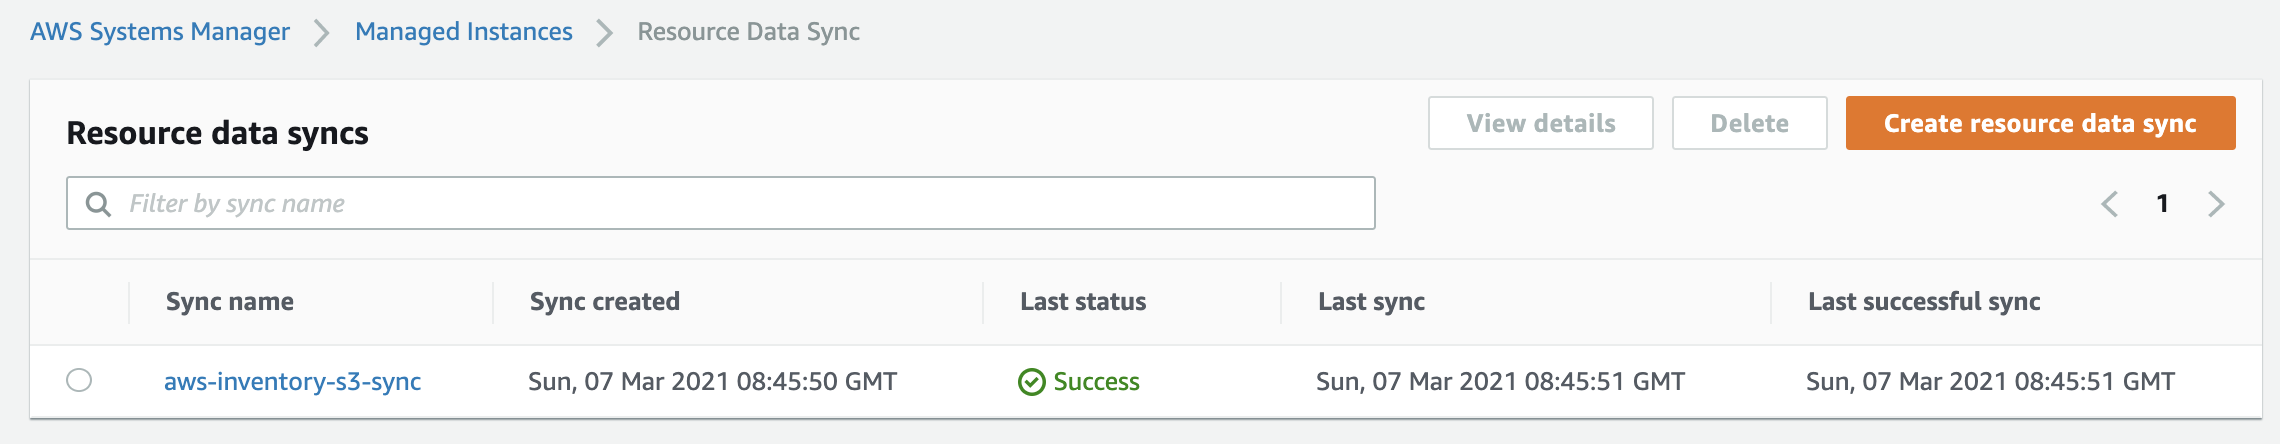 AWS Systems Manager > Managed Instances > Resource Data Sync
Resource data syncs
View details Delete Create resource data sync
Filter by sync name
1
Sync name Sync created Last status Last sync Last successful sync
aws-inventory-s3-sync Sun, 07 Mar 2021 08:45:50 GMT Success Sun, 07 Mar 2021 08:45:51 GMT Sun, 07 Mar 2021 08:45:51 GMT